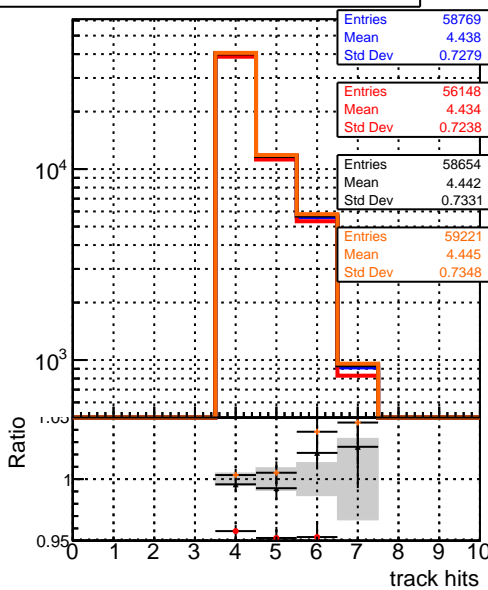 Entries 58769
Mean 4.438
Std Dev 0.7279
Entries 56148
Mean 4.434
Std Dev 0.7238
Entries 58654
Mean 4.442
Std Dev 0.7331
Entries 59221
Mean 4.445
Std Dev 0.7348
10^4
10^3
1.05
Ratio
1
0.95
0 1 2 3 4 5 6 7 8 9 10
track hits